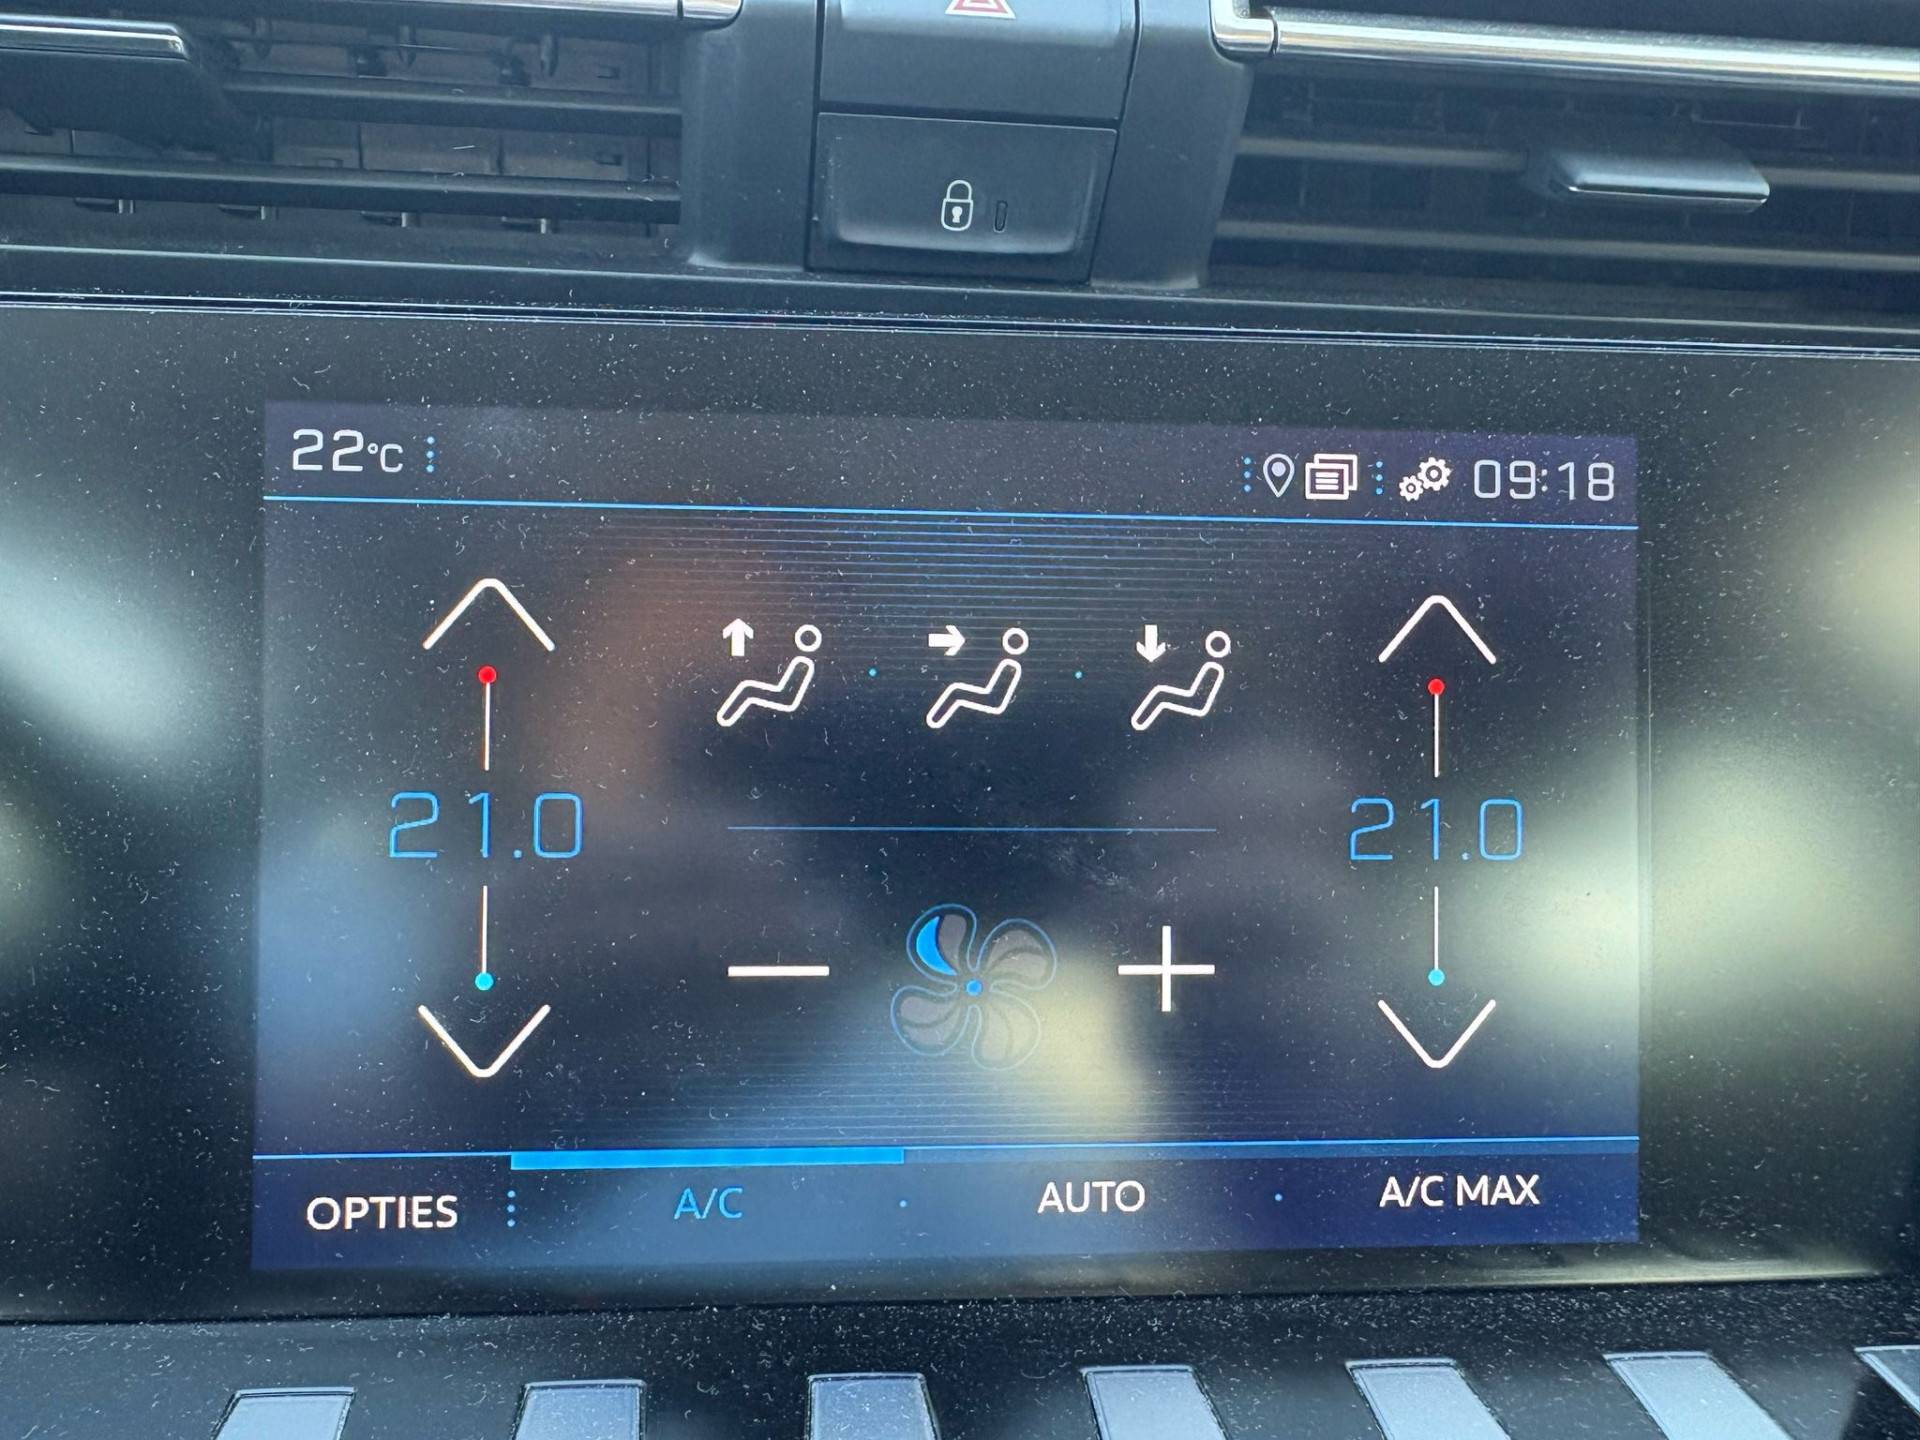 22°C
09:18
21.0
21.0
OPTIES
A/C
AUTO
A/C MAX